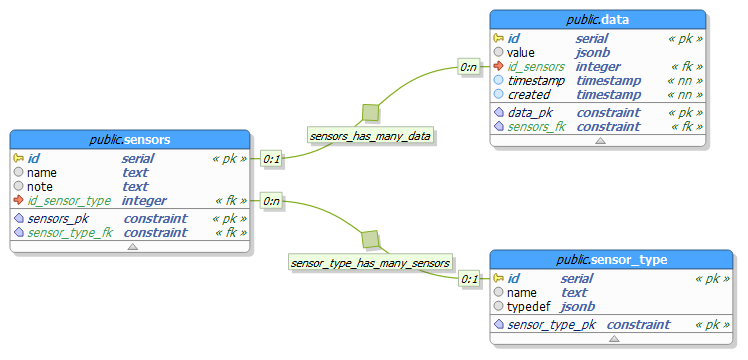 public.data
id serial « pk »
value jsonb
id_sensors integer « fk »
timestamp timestamp « nn »
created timestamp « nn »
data_pk constraint « pk »
sensors_fk constraint « fk »
0:n
sensors_has_many_data
0:1
public.sensors
id serial « pk »
name text
note text
id_sensor_type integer « fk »
sensors_pk constraint « pk »
sensor_type_fk constraint « fk »
0:n
sensor_type_has_many_sensors
0:1
public.sensor_type
id serial « pk »
name text
typedef jsonb
sensor_type_pk constraint « pk »